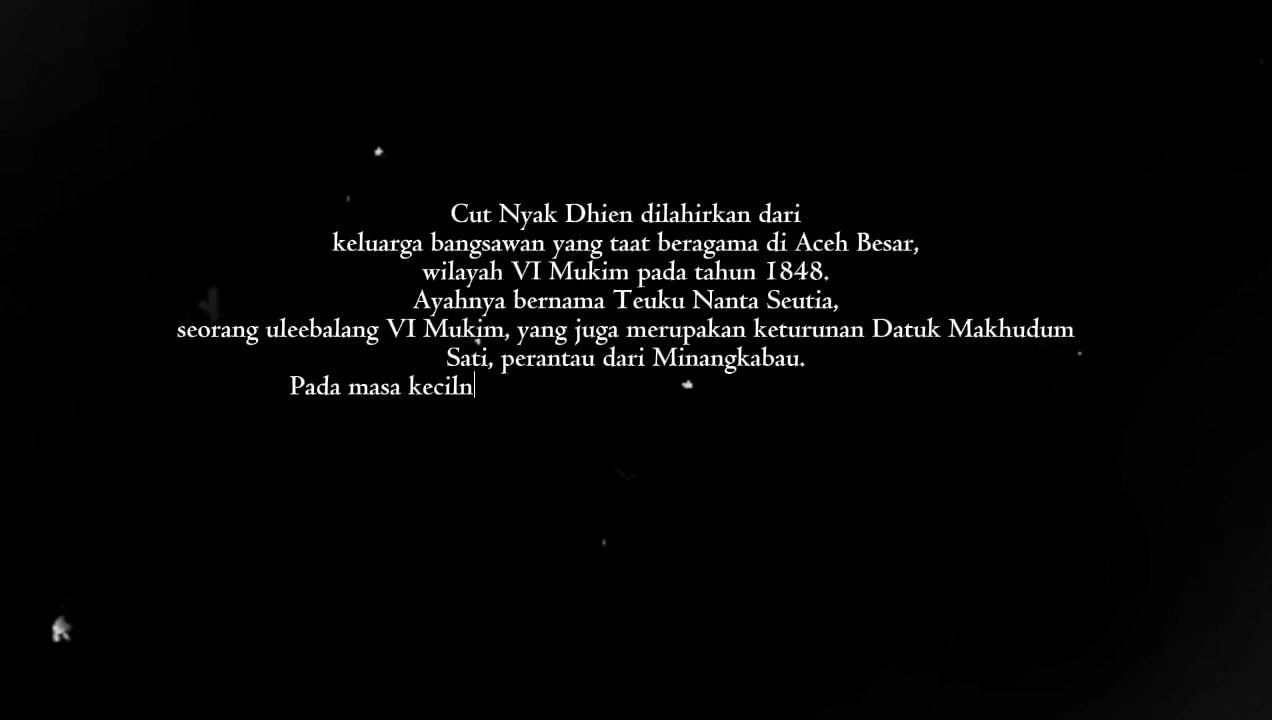 Cut Nyak Dhien dilahirkan dari
keluarga bangsawan yang taat beragama di Aceh Besar,
wilayah VI Mukim pada tahun 1848.
Ayahnya bernama Teuku Nanta Seutia,
seorang uleebalang VI Mukim, yang juga merupakan keturunan Datuk Makhudum
Sati, perantau dari Minangkabau.
Pada masa keciln